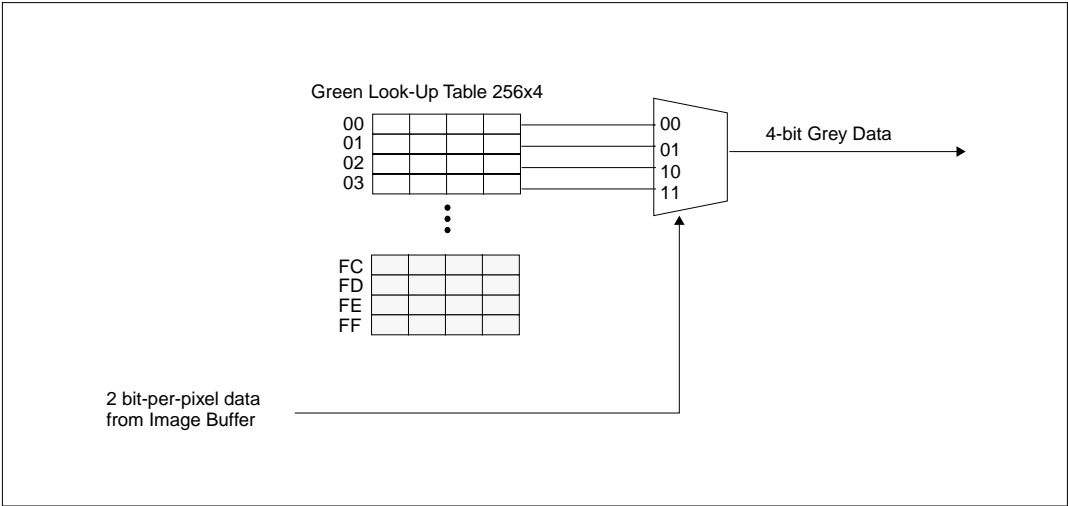 Green Look-Up Table 256x4
00
01
02
03
FC
FD
FE
FF
00
01
10
11
4-bit Grey Data
2 bit-per-pixel data
from Image Buffer